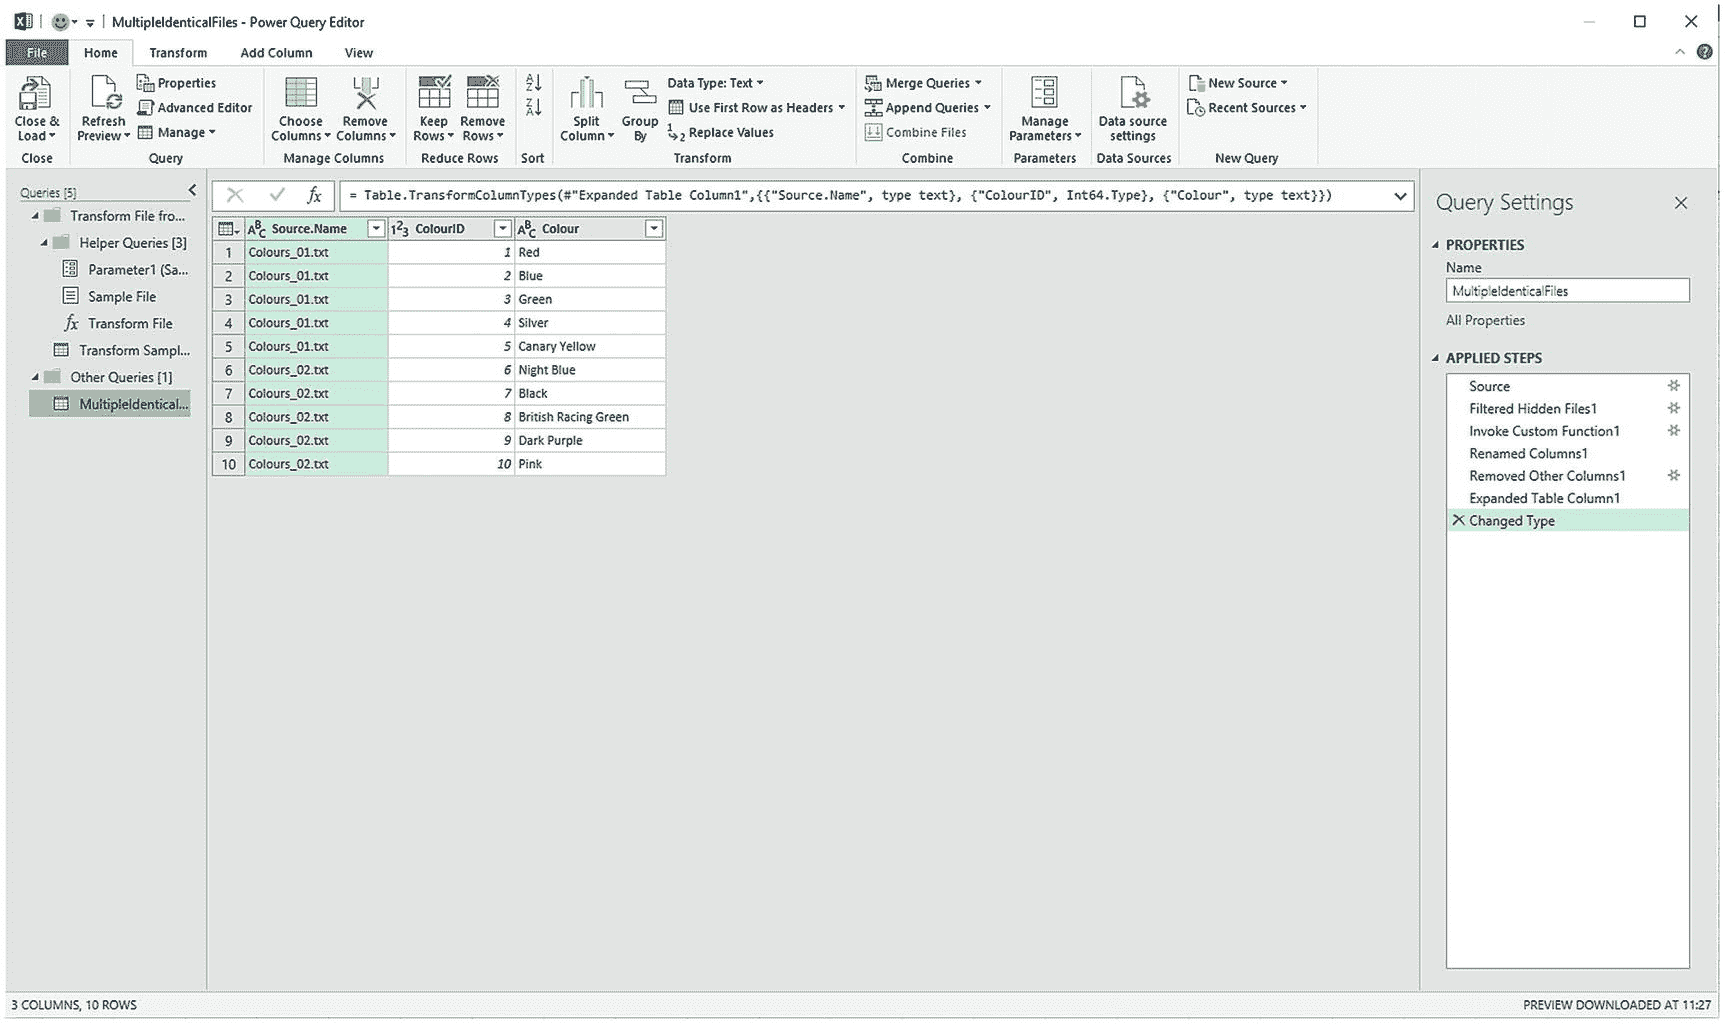 MultipleIdenticalFiles - Power Query Editor
File Home Transform Add Column View
Close & Load
Close
Refresh Preview
Properties
Advanced Editor
Manage
Query
Choose Columns
Remove Columns
Manage Columns
Keep Rows
Remove Rows
Reduce Rows
Sort
Split Column
Group By
Data Type: Text
Use First Row as Headers
Replace Values
Transform
Merge Queries
Append Queries
Combine Files
Combine
Manage Parameters
Parameters
Data source settings
Data Sources
New Source
Recent Sources
New Query
Queries [5]
Transform File fro...
Helper Queries [3]
Parameter1 (Sa...
Sample File
fx Transform File
Transform Sampl...
Other Queries [1]
MultipleIdentical...
fx = Table.TransformColumnTypes(#"Expanded Table Column1",{{"Source.Name", type text}, {"ColourID", Int64.Type}, {"Colour", type text}})
ABC Source.Name 123 ColourID ABC Colour
1 Colours_01.txt 1 Red
2 Colours_01.txt 2 Blue
3 Colours_01.txt 3 Green
4 Colours_01.txt 4 Silver
5 Colours_01.txt 5 Canary Yellow
6 Colours_02.txt 6 Night Blue
7 Colours_02.txt 7 Black
8 Colours_02.txt 8 British Racing Green
9 Colours_02.txt 9 Dark Purple
10 Colours_02.txt 10 Pink
Query Settings
PROPERTIES
Name
MultipleIdenticalFiles
All Properties
APPLIED STEPS
Source
Filtered Hidden Files1
Invoke Custom Function1
Renamed Columns1
Removed Other Columns1
Expanded Table Column1
Changed Type
3 COLUMNS, 10 ROWS
PREVIEW DOWNLOADED AT 11:27